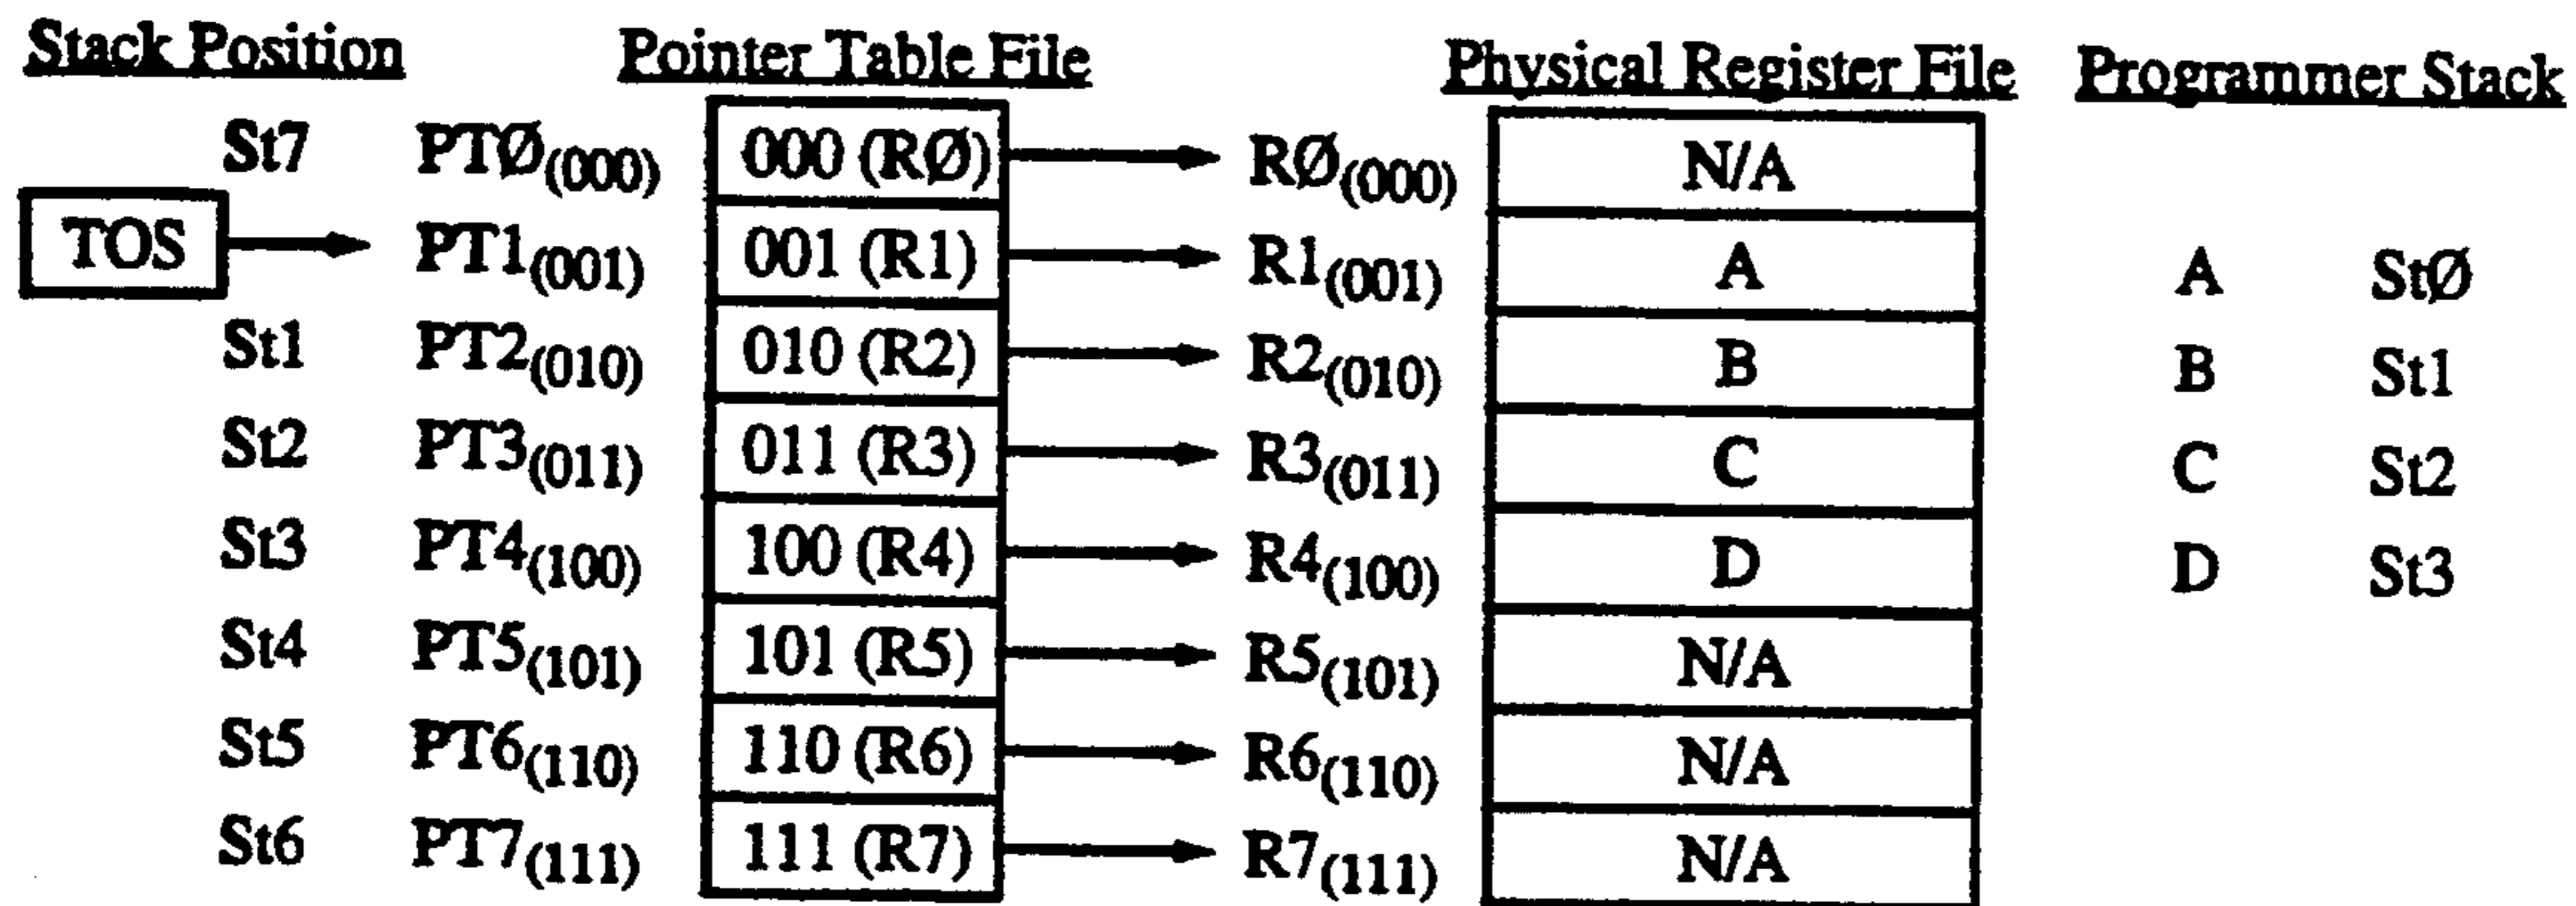 Stack Position Pointer Table File Physical Register File Programmer Stack
St7 PTØ(000) 000 (RØ) RØ(000) N/A
TOS PT1(001) 001 (R1) R1(001) A A StØ
St1 PT2(010) 010 (R2) R2(010) B B St1
St2 PT3(011) 011 (R3) R3(011) C C St2
St3 PT4(100) 100 (R4) R4(100) D D St3
St4 PT5(101) 101 (R5) R5(101) N/A
St5 PT6(110) 110 (R6) R6(110) N/A
St6 PT7(111) 111 (R7) R7(111) N/A